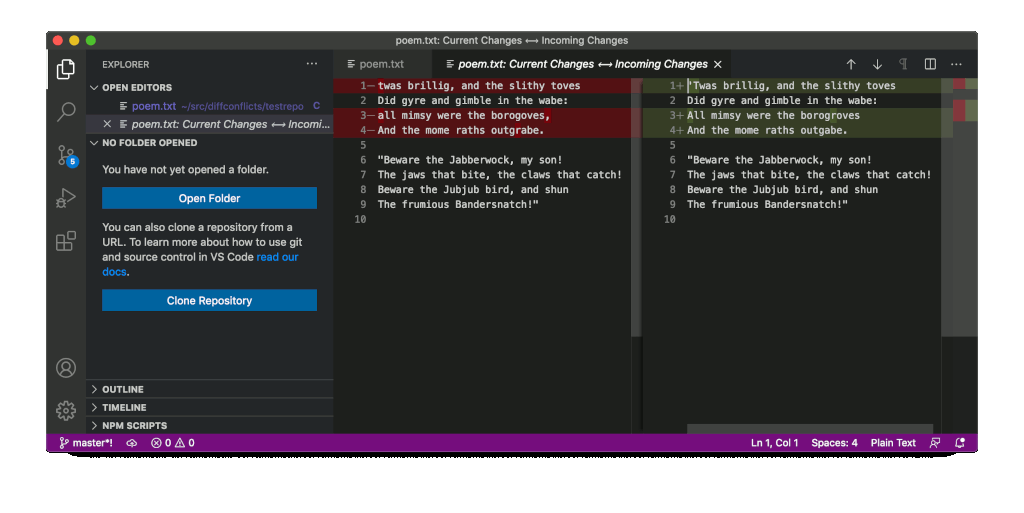 poem.txt: Current Changes ⟷ Incoming Changes
EXPLORER
OPEN EDITORS
poem.txt ~/src/diffconflicts/testrepo C
poem.txt: Current Changes ⟷ Incomi...
NO FOLDER OPENED
You have not yet opened a folder.
Open Folder
You can also clone a repository from a
URL. To learn more about how to use git
and source control in VS Code read our
docs.
Clone Repository
OUTLINE
TIMELINE
NPM SCRIPTS
5
poem.txt
poem.txt: Current Changes ⟷ Incoming Changes
1— twas brillig, and the slithy toves
2 Did gyre and gimble in the wabe:
3— all mimsy were the borogoves,
4— And the mome raths outgrabe.
5
6 "Beware the Jabberwock, my son!
7 The jaws that bite, the claws that catch!
8 Beware the Jubjub bird, and shun
9 The frumious Bandersnatch!"
10
1+ 'Twas brillig, and the slithy toves
2 Did gyre and gimble in the wabe:
3+ All mimsy were the borogroves
4+ And the mome raths outgabe.
5
6 "Beware the Jabberwock, my son!
7 The jaws that bite, the claws that catch!
8 Beware the Jubjub bird, and shun
9 The frumious Bandersnatch!"
10
master*! 0 0
Ln 1, Col 1 Spaces: 4 Plain Text